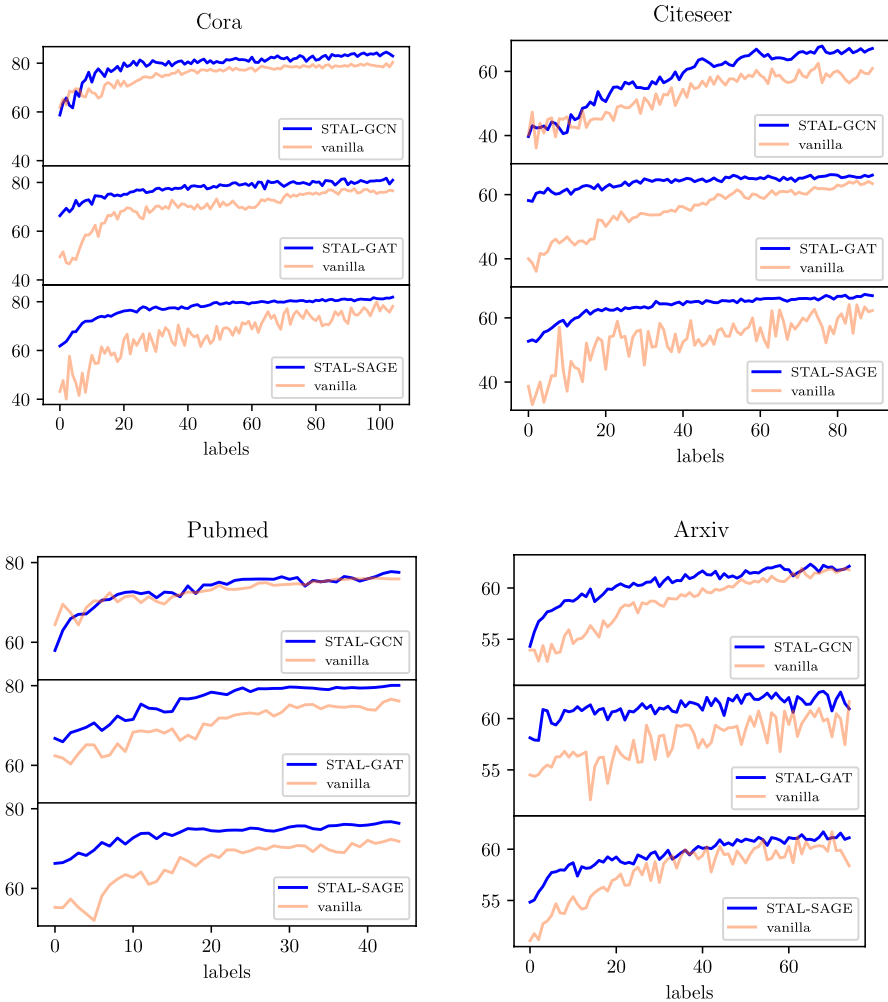 Cora
80
60
40
STAL-GCN
vanilla
80
60
40
STAL-GAT
vanilla
80
60
40
STAL-SAGE
vanilla
0 20 40 60 80 100
labels
Citeseer
60
40
STAL-GCN
vanilla
60
40
STAL-GAT
vanilla
60
40
STAL-SAGE
vanilla
0 20 40 60 80
labels
Pubmed
80
60
STAL-GCN
vanilla
80
60
STAL-GAT
vanilla
80
60
STAL-SAGE
vanilla
0 10 20 30 40
labels
Arxiv
60
55
STAL-GCN
vanilla
60
55
STAL-GAT
vanilla
60
55
STAL-SAGE
vanilla
0 20 40 60
labels